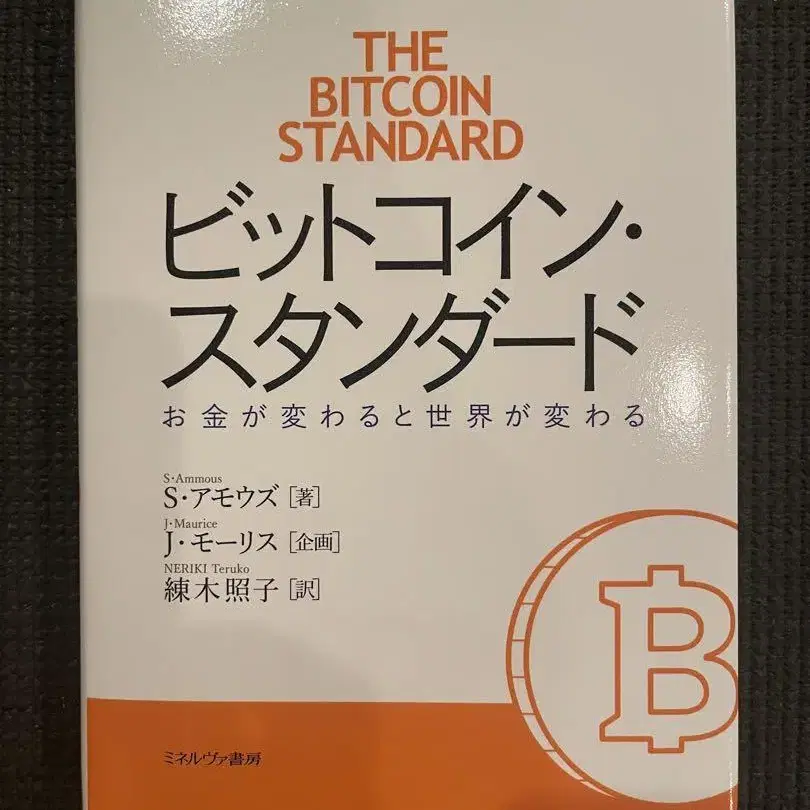 THE
BITCOIN
STANDARD
ビットコイン・
スタンダード
お金が変わると世界が変わる
S・Ammous
S・アモウズ［著］
J・Maurice
J・モーリス［企画］
NERIKI Teruko
練木照子［訳］
B
ミネルヴァ書房